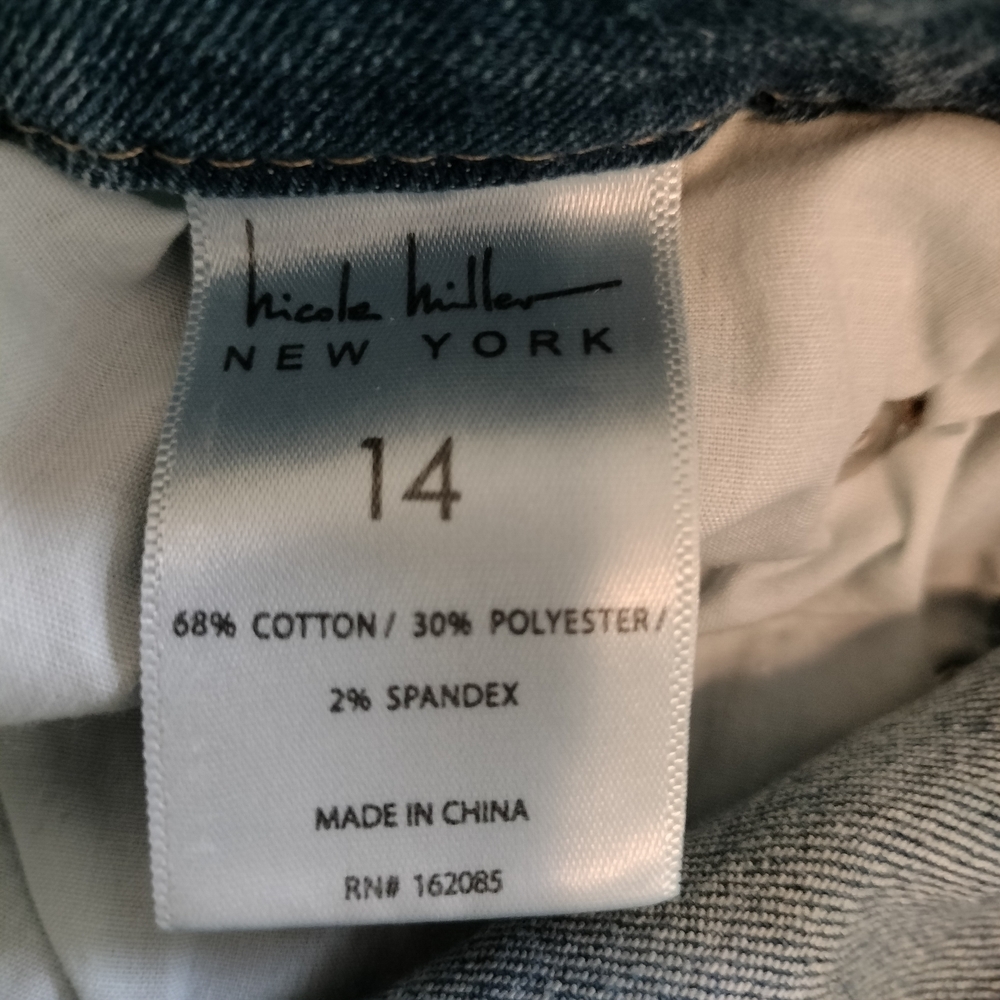 Nicole Miller
NEW YORK
14
68% COTTON/ 30% POLYESTER/
2% SPANDEX
MADE IN CHINA
RN# 162085